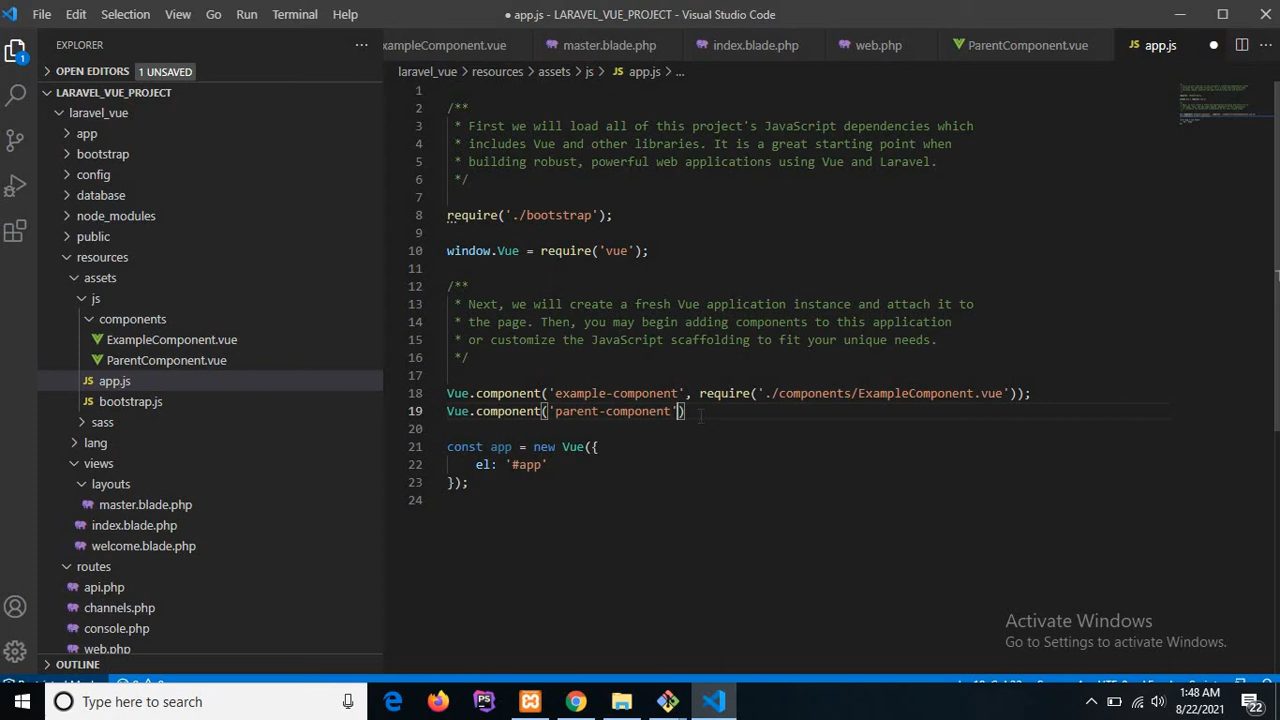 File Edit Selection View Go Run Terminal Help
● app.js - LARAVEL_VUE_PROJECT - Visual Studio Code
EXPLORER
xampleComponent.vue master.blade.php index.blade.php web.php ParentComponent.vue app.js
OPEN EDITORS 1 UNSAVED
laravel_vue > resources > assets > js > JS app.js > ...
LARAVEL_VUE_PROJECT
laravel_vue
app
bootstrap
config
database
node_modules
public
resources
assets
js
components
ExampleComponent.vue
ParentComponent.vue
JS app.js
JS bootstrap.js
sass
lang
views
layouts
master.blade.php
index.blade.php
welcome.blade.php
routes
api.php
channels.php
console.php
web.php
OUTLINE
1
2 /**
3 * First we will load all of this project's JavaScript dependencies which
4 * includes Vue and other libraries. It is a great starting point when
5 * building robust, powerful web applications using Vue and Laravel.
6 */
7
8 require('./bootstrap');
9
10 window.Vue = require('vue');
11
12 /**
13 * Next, we will create a fresh Vue application instance and attach it to
14 * the page. Then, you may begin adding components to this application
15 * or customize the JavaScript scaffolding to fit your unique needs.
16 */
17
18 Vue.component('example-component', require('./components/ExampleComponent.vue'));
19 Vue.component('parent-component')
20
21 const app = new Vue({
22 el: '#app'
23 });
24
Activate Windows
Go to Settings to activate Windows.
Type here to search
1:48 AM
8/22/2021
22